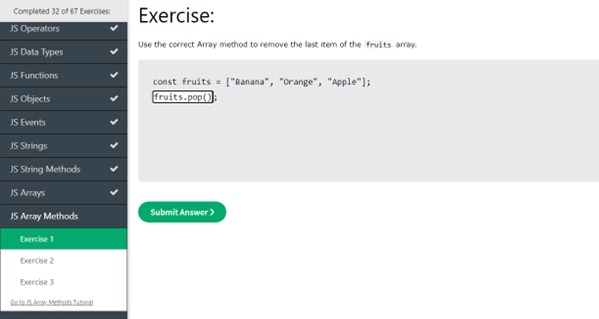 Completed 32 of 67 Exercises:
JS Operators
JS Data Types
JS Functions
JS Objects
JS Events
JS Strings
JS String Methods
JS Arrays
JS Array Methods
Exercise 1
Exercise 2
Exercise 3
Go to JS Array Methods Tutorial
Exercise:
Use the correct Array method to remove the last item of the fruits array.
const fruits = ["Banana", "Orange", "Apple"];
fruits.pop();
Submit Answer ❯